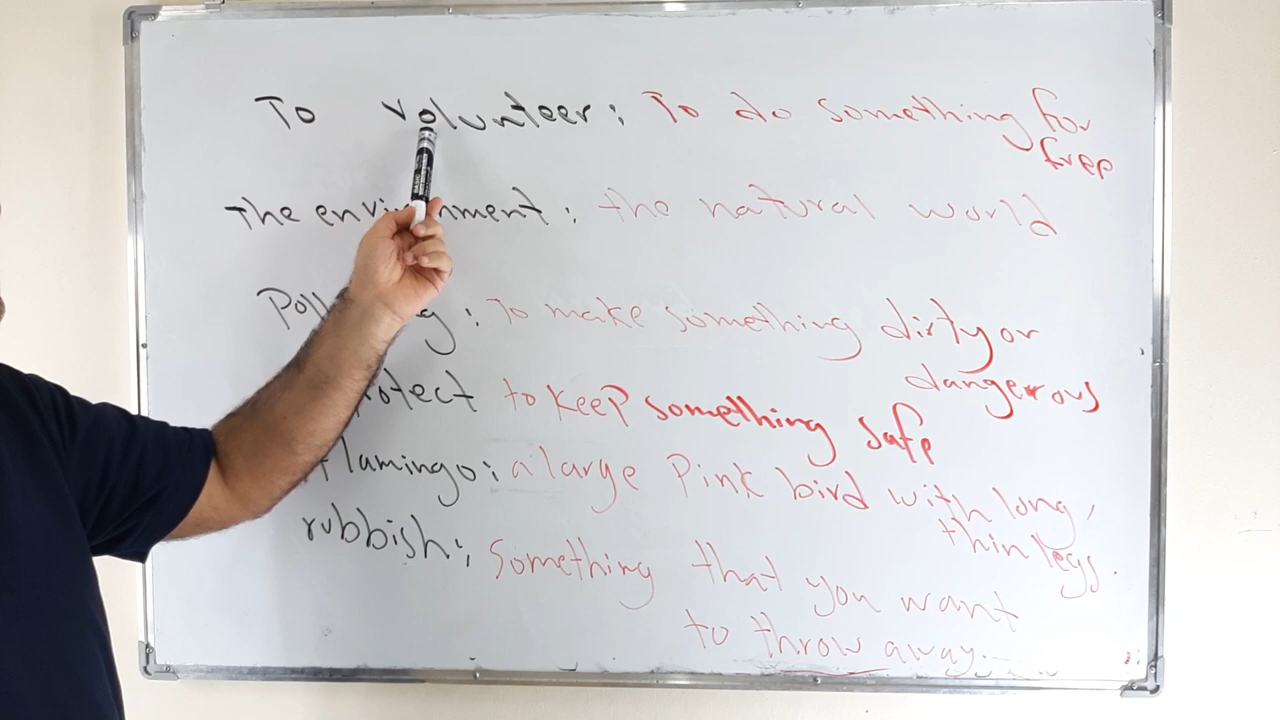 To volunteer: To do something for
free
The environment: the natural world
Poll g: To make something dirty or
dangerous
rotect to keep something safe
flamingo: a large Pink bird with long,
thin legs.
rubbish: Something that you want
to throw away.